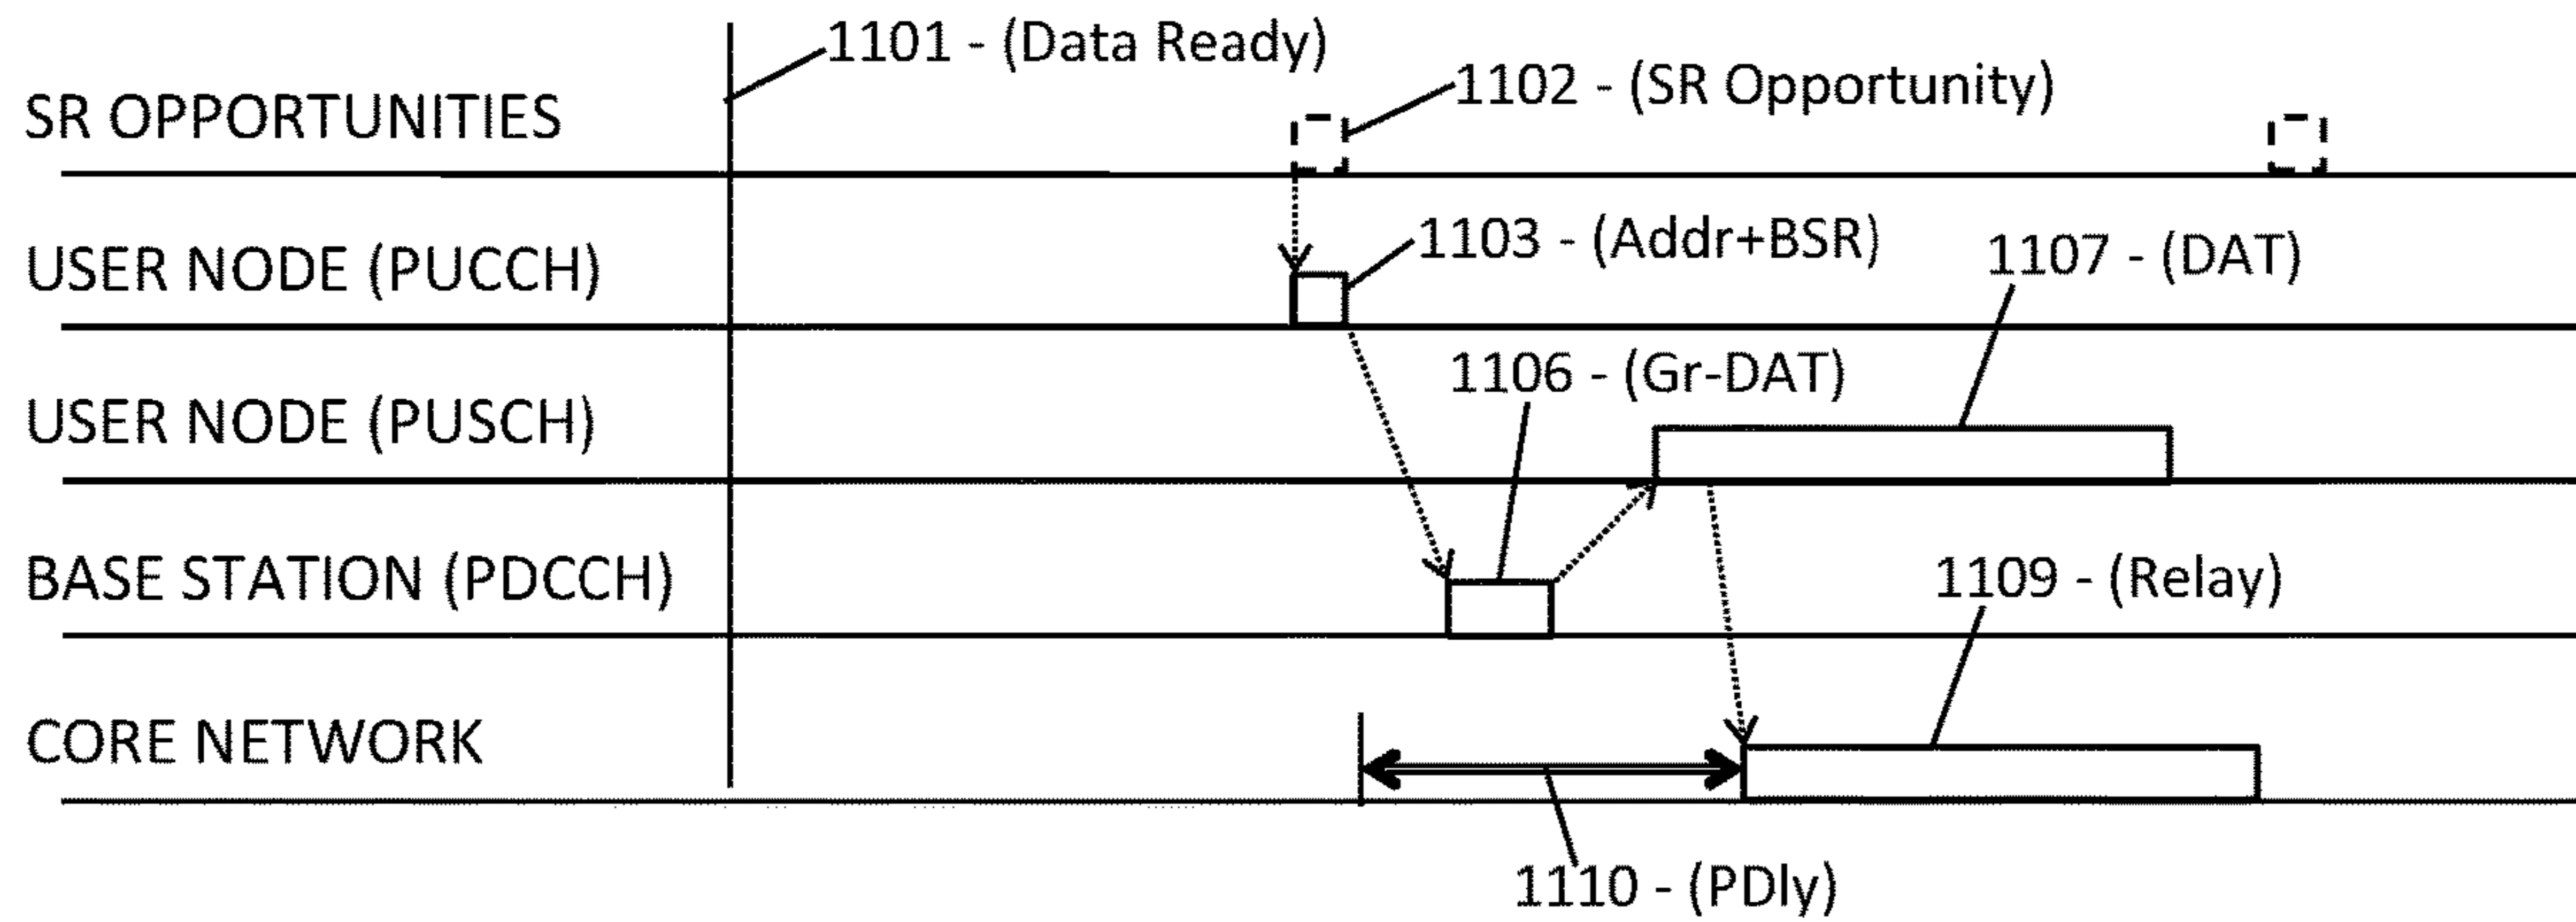 1101 - (Data Ready)
1102 - (SR Opportunity)
SR OPPORTUNITIES
1103 - (Addr+BSR)
1107 - (DAT)
USER NODE (PUCCH)
1106 - (Gr-DAT)
USER NODE (PUSCH)
BASE STATION (PDCCH)
1109 - (Relay)
CORE NETWORK
1110 - (PDly)